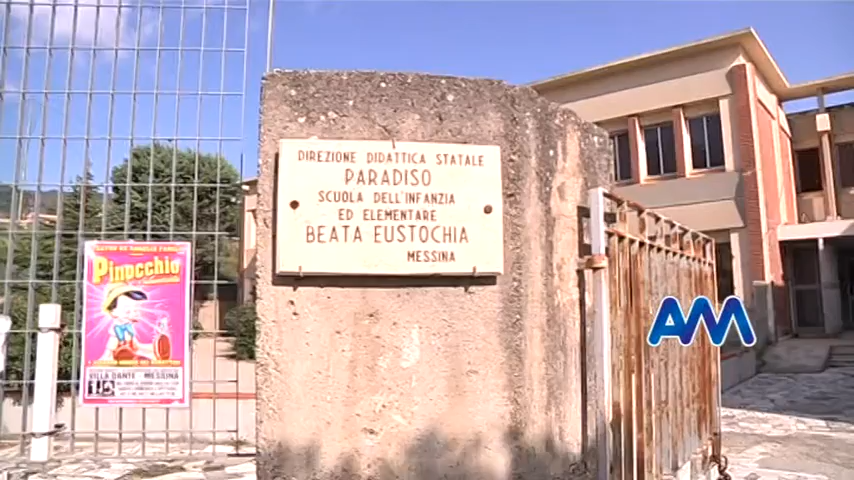 DIREZIONE DIDATTICA STATALE
PARADISO
SCUOLA DELL'INFANZIA
ED ELEMENTARE
BEATA EUSTOCHIA
MESSINA
Pinocchio
VILLA DANTE - MESSINA
AM